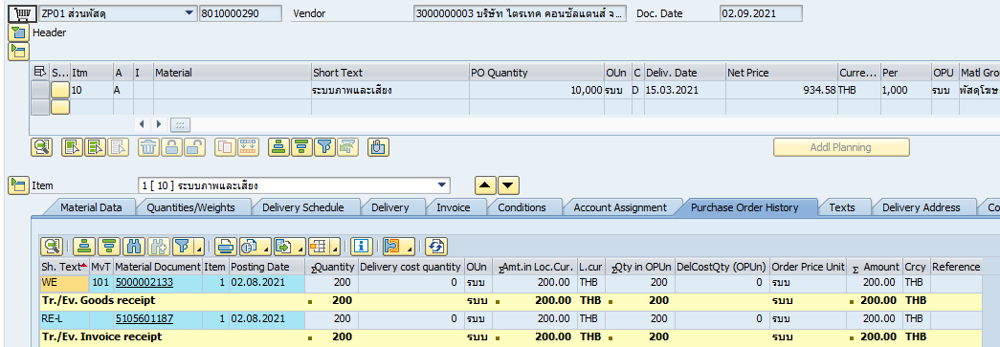 ZP01 ส่วนพัสดุ 8010000290 Vendor 3000000003 บริษัท ไตรเทค คอนซัลแตนส์ จ... Doc. Date 02.09.2021
Header
S... Itm A I Material Short Text PO Quantity OUn C Deliv. Date Net Price Curre... Per OPU Matl Gro
10 A ระบบภาพและเสียง 10,000 รบบ D 15.03.2021 934.58 THB 1,000 รบบ พัสดุโฆษ
Addl Planning
Item 1 [ 10 ] ระบบภาพและเสียง
Material Data Quantities/Weights Delivery Schedule Delivery Invoice Conditions Account Assignment Purchase Order History Texts Delivery Address Co
Sh. Text MvT Material Document Item Posting Date Σ Quantity Delivery cost quantity OUn Σ Amt.in Loc.Cur. L.cur Σ Qty in OPUn DelCostQty (OPUn) Order Price Unit Σ Amount Crcy Reference
WE 101 5000002133 1 02.08.2021 200 0 รบบ 200.00 THB 200 0 รบบ 200.00 THB
Tr./Ev. Goods receipt 200 รบบ 200.00 THB 200 รบบ 200.00 THB
RE-L 5105601187 1 02.08.2021 200 0 รบบ 200.00 THB 200 0 รบบ 200.00 THB
Tr./Ev. Invoice receipt 200 รบบ 200.00 THB 200 รบบ 200.00 THB